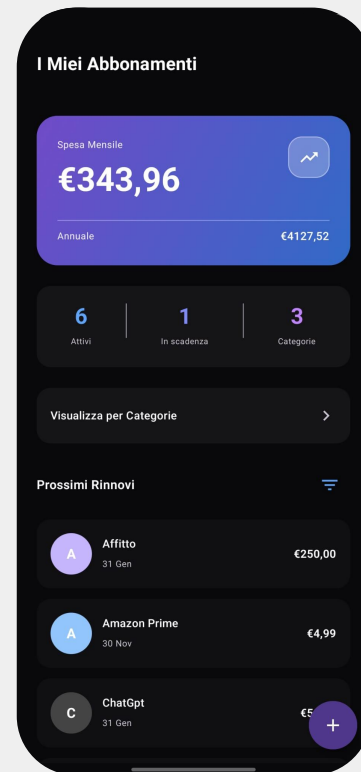 I Miei Abbonamenti
Spesa Mensile
€343,96
Annuale €4127,52
6 1 3
Attivi In scadenza Categorie
Visualizza per Categorie
Prossimi Rinnovi
A Affitto €250,00
31 Gen
A Amazon Prime €4,99
30 Nov
C ChatGpt
31 Gen
+